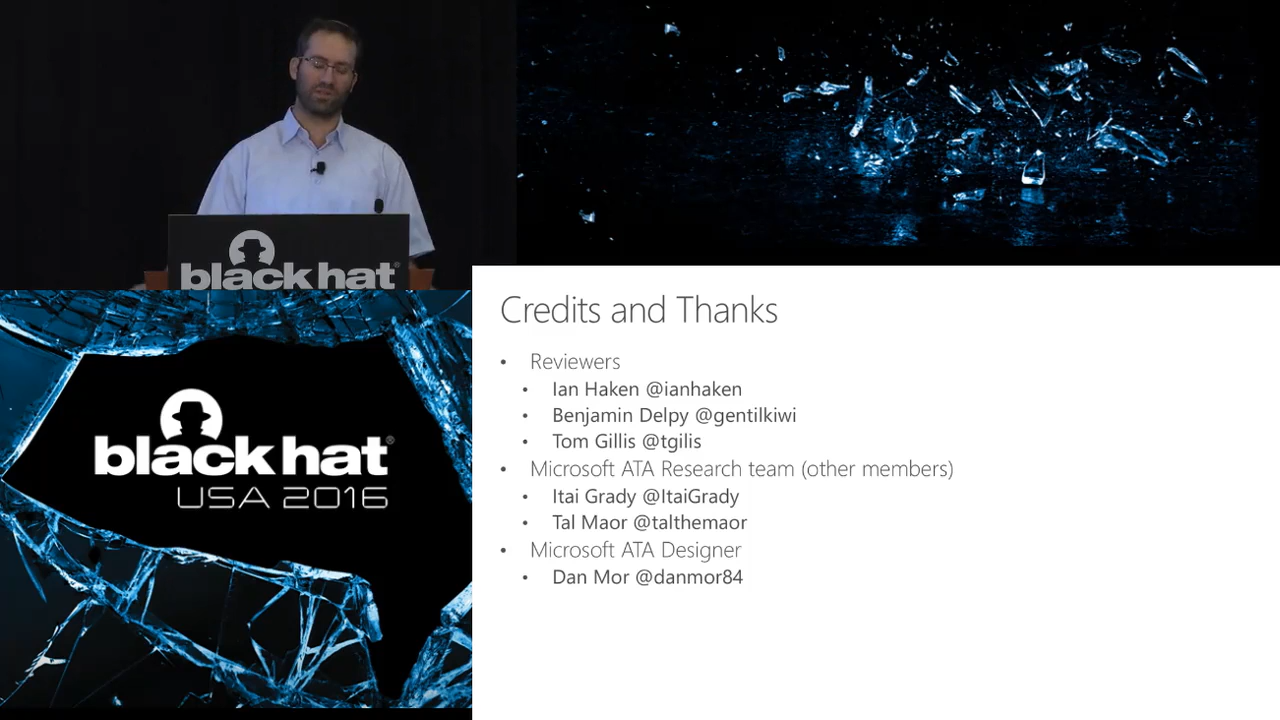 black hat®
black hat®
USA 2016
Credits and Thanks
• Reviewers
• Ian Haken @ianhaken
• Benjamin Delpy @gentilkiwi
• Tom Gillis @tgilis
• Microsoft ATA Research team (other members)
• Itai Grady @ItaiGrady
• Tal Maor @talthemaor
• Microsoft ATA Designer
• Dan Mor @danmor84